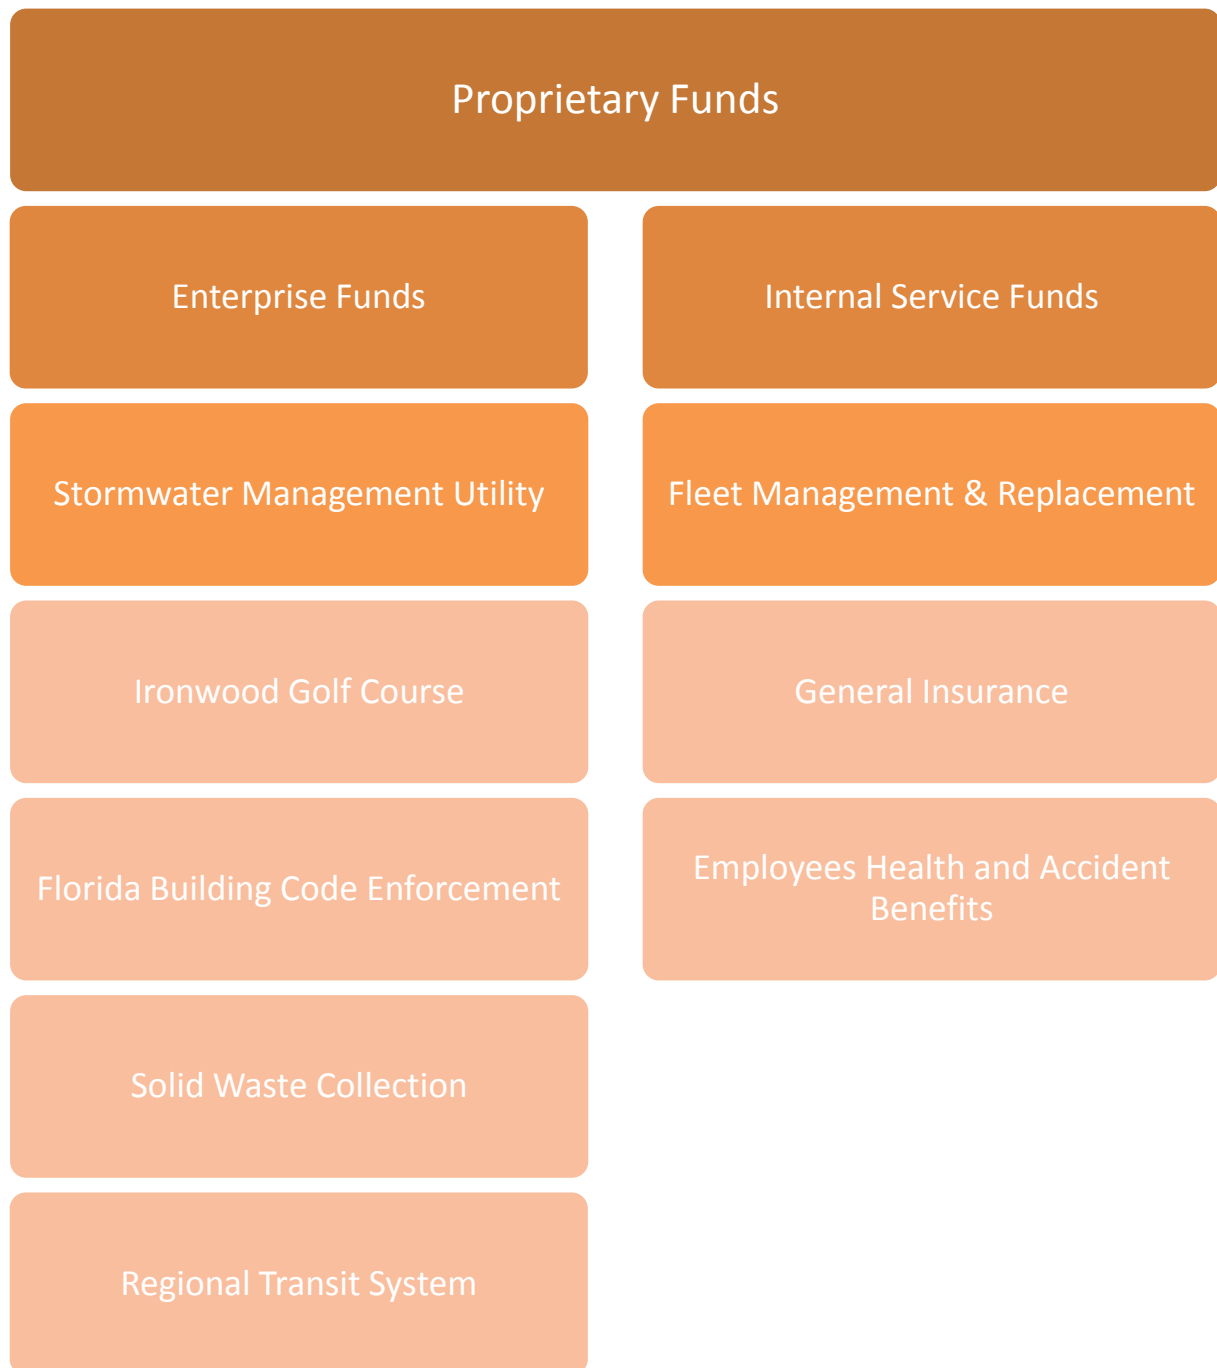 Proprietary Funds
Enterprise Funds
Internal Service Funds
Stormwater Management Utility
Fleet Management & Replacement
Ironwood Golf Course
General Insurance
Florida Building Code Enforcement
Employees Health and Accident
Benefits
Solid Waste Collection
Regional Transit System